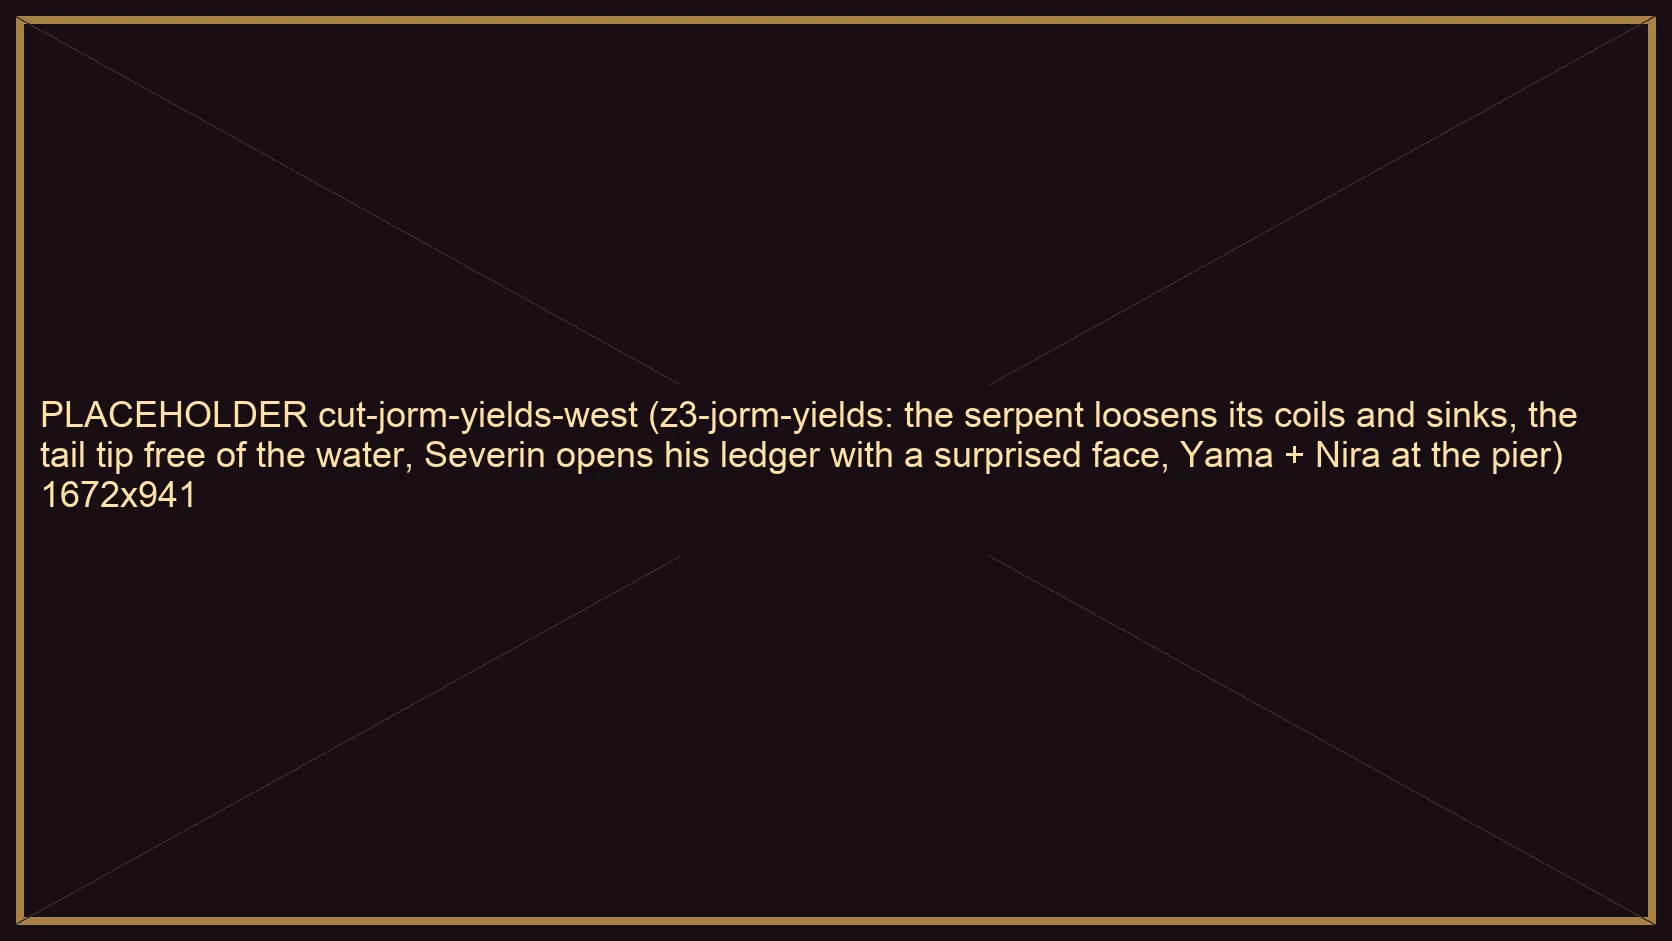 PLACEHOLDER cut-jorm-yields-west (z3-jorm-yields: the serpent loosens its coils and sinks, the
tail tip free of the water, Severin opens his ledger with a surprised face, Yama + Nira at the pier)
1672x941